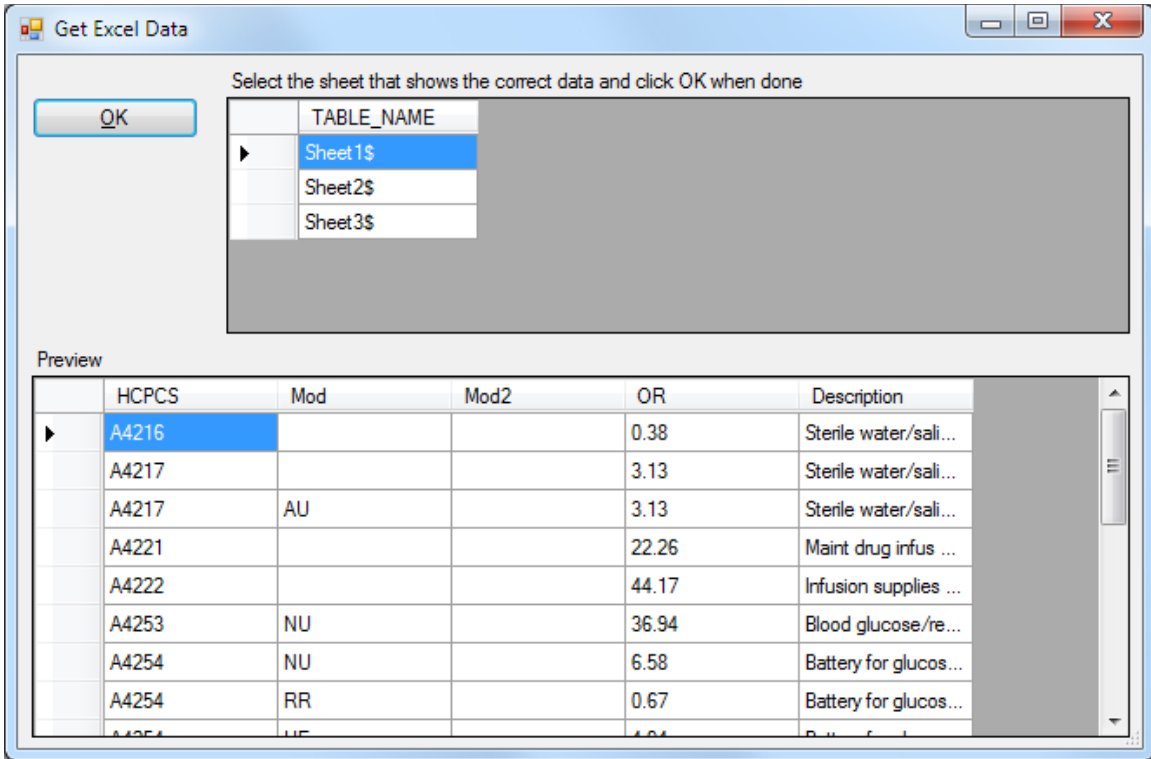 Get Excel Data
Select the sheet that shows the correct data and click OK when done
OK
TABLE_NAME
Sheet1$
Sheet2$
Sheet3$
Preview
HCPCS Mod Mod2 OR Description
A4216 0.38 Sterile water/sali...
A4217 3.13 Sterile water/sali...
A4217 AU 3.13 Sterile water/sali...
A4221 22.26 Maint drug infus ...
A4222 44.17 Infusion supplies ...
A4253 NU 36.94 Blood glucose/re...
A4254 NU 6.58 Battery for glucos...
A4254 RR 0.67 Battery for glucos...